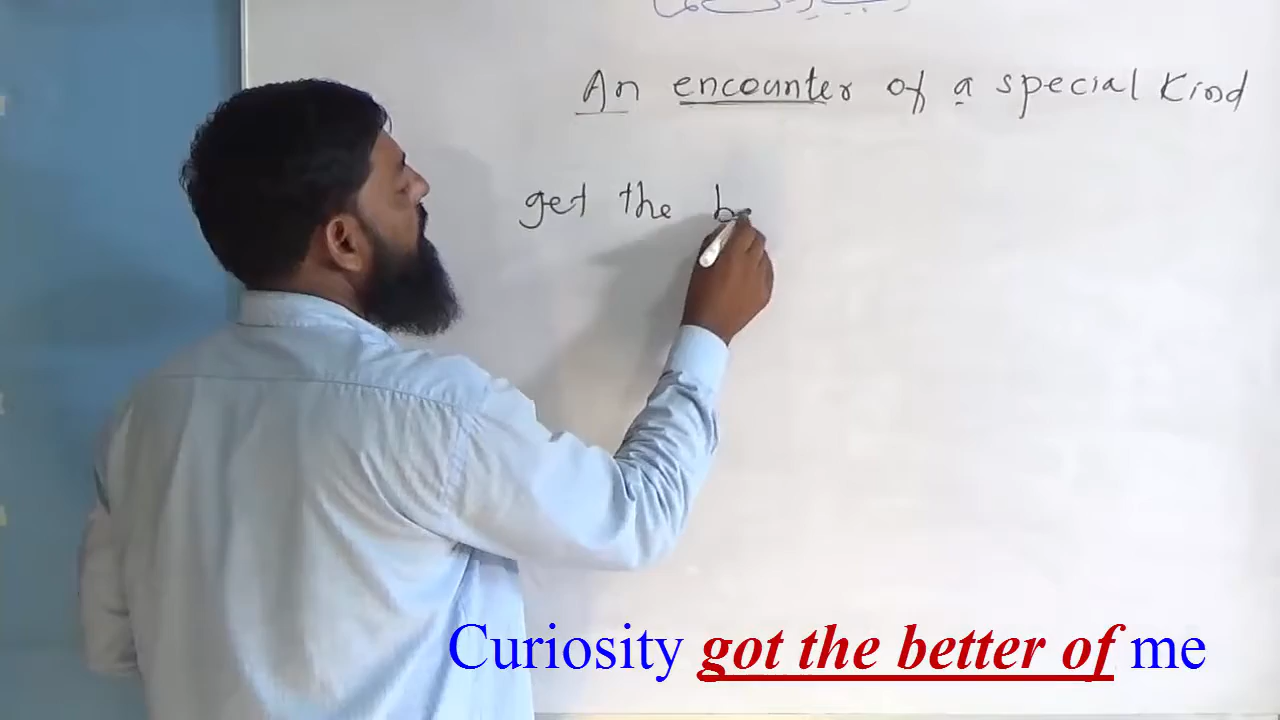 An encounter of a special kind
get the b
Curiosity got the better of me